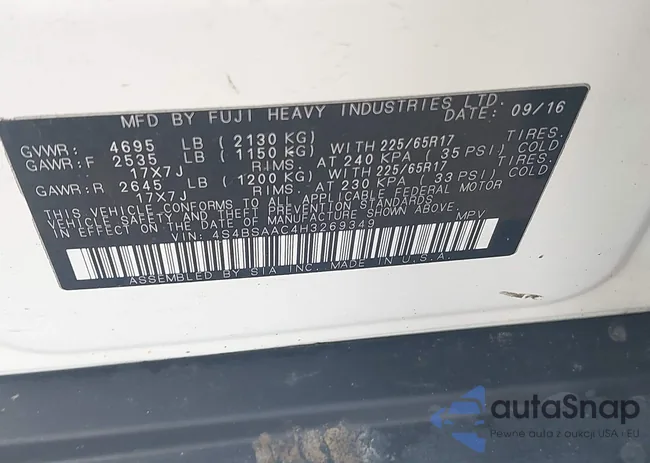 MFD BY FUJI HEAVY INDUSTRIES LTD.
DATE: 09/16
GVWR: 4695 LB (2130 KG)
GAWR:F 2535 LB (1150 KG) WITH 225/65R17 TIRES.
17X7J RIMS. AT 240 KPA (35 PSI) COLD
GAWR:R 2645 LB (1200 KG) WITH 225/65R17 TIRES.
17X7J RIMS. AT 230 KPA (33 PSI) COLD
THIS VEHICLE CONFORMS TO ALL APPLICABLE FEDERAL MOTOR
VEHICLE SAFETY AND THEFT PREVENTION STANDARDS
IN EFFECT ON THE DATE OF MANUFACTURE SHOWN ABOVE.
VIN: 4S4BSAAC4H3269349 MPV
ASSEMBLED BY SIA INC. MADE IN U.S.A.
autaSnap
Pewne auta z aukcji USA i EU